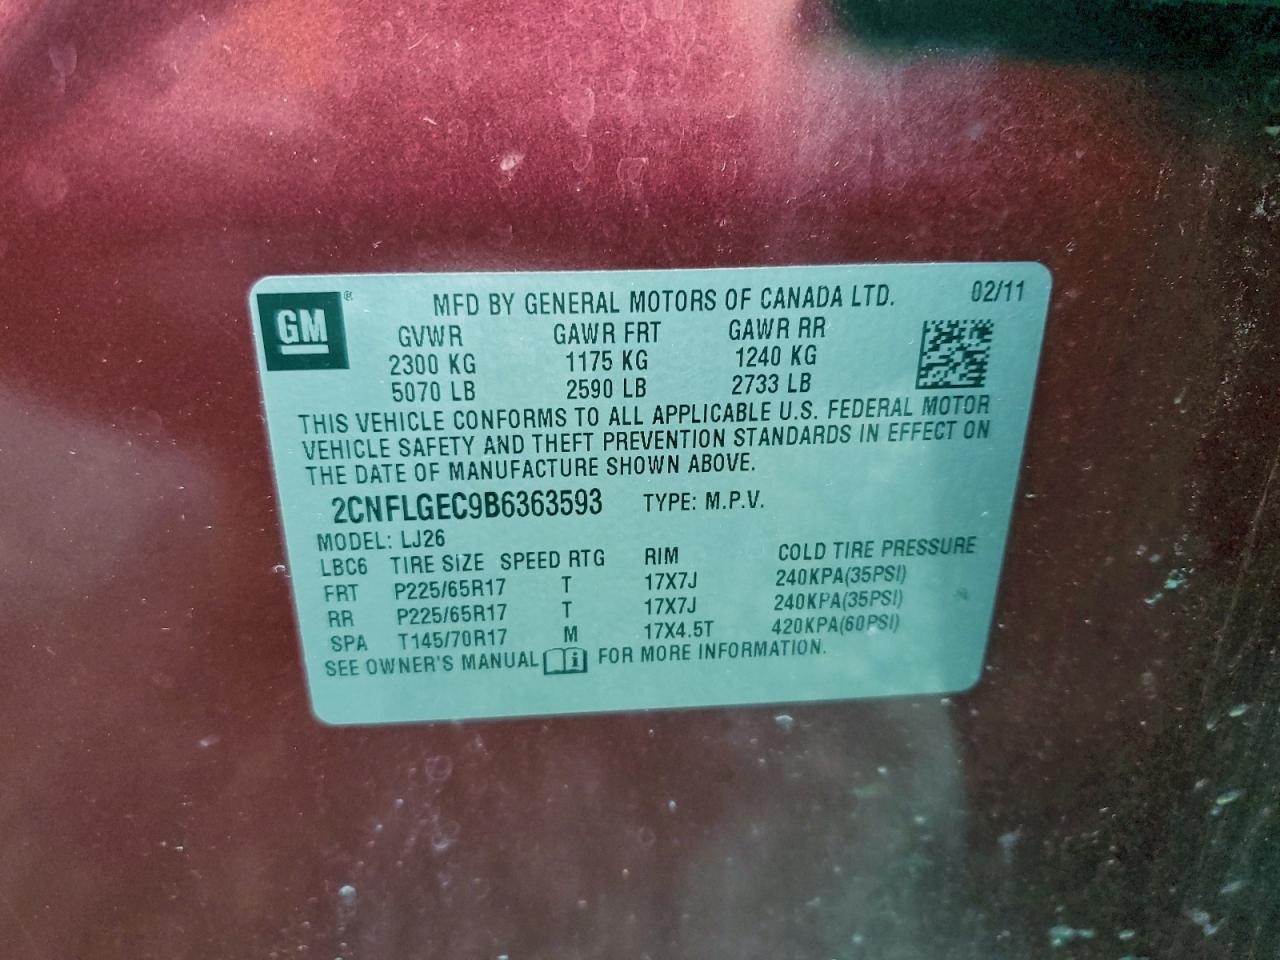 GM® MFD BY GENERAL MOTORS OF CANADA LTD. 02/11
GVWR GAWR FRT GAWR RR
2300 KG 1175 KG 1240 KG
5070 LB 2590 LB 2733 LB
THIS VEHICLE CONFORMS TO ALL APPLICABLE U.S. FEDERAL MOTOR
VEHICLE SAFETY AND THEFT PREVENTION STANDARDS IN EFFECT ON
THE DATE OF MANUFACTURE SHOWN ABOVE.
2CNFLGEC9B6363593 TYPE: M.P.V.
MODEL: LJ26
LBC6 TIRE SIZE SPEED RTG RIM COLD TIRE PRESSURE
FRT P225/65R17 T 17X7J 240KPA(35PSI)
RR P225/65R17 T 17X7J 240KPA(35PSI)
SPA T145/70R17 M 17X4.5T 420KPA(60PSI)
SEE OWNER'S MANUAL FOR MORE INFORMATION.